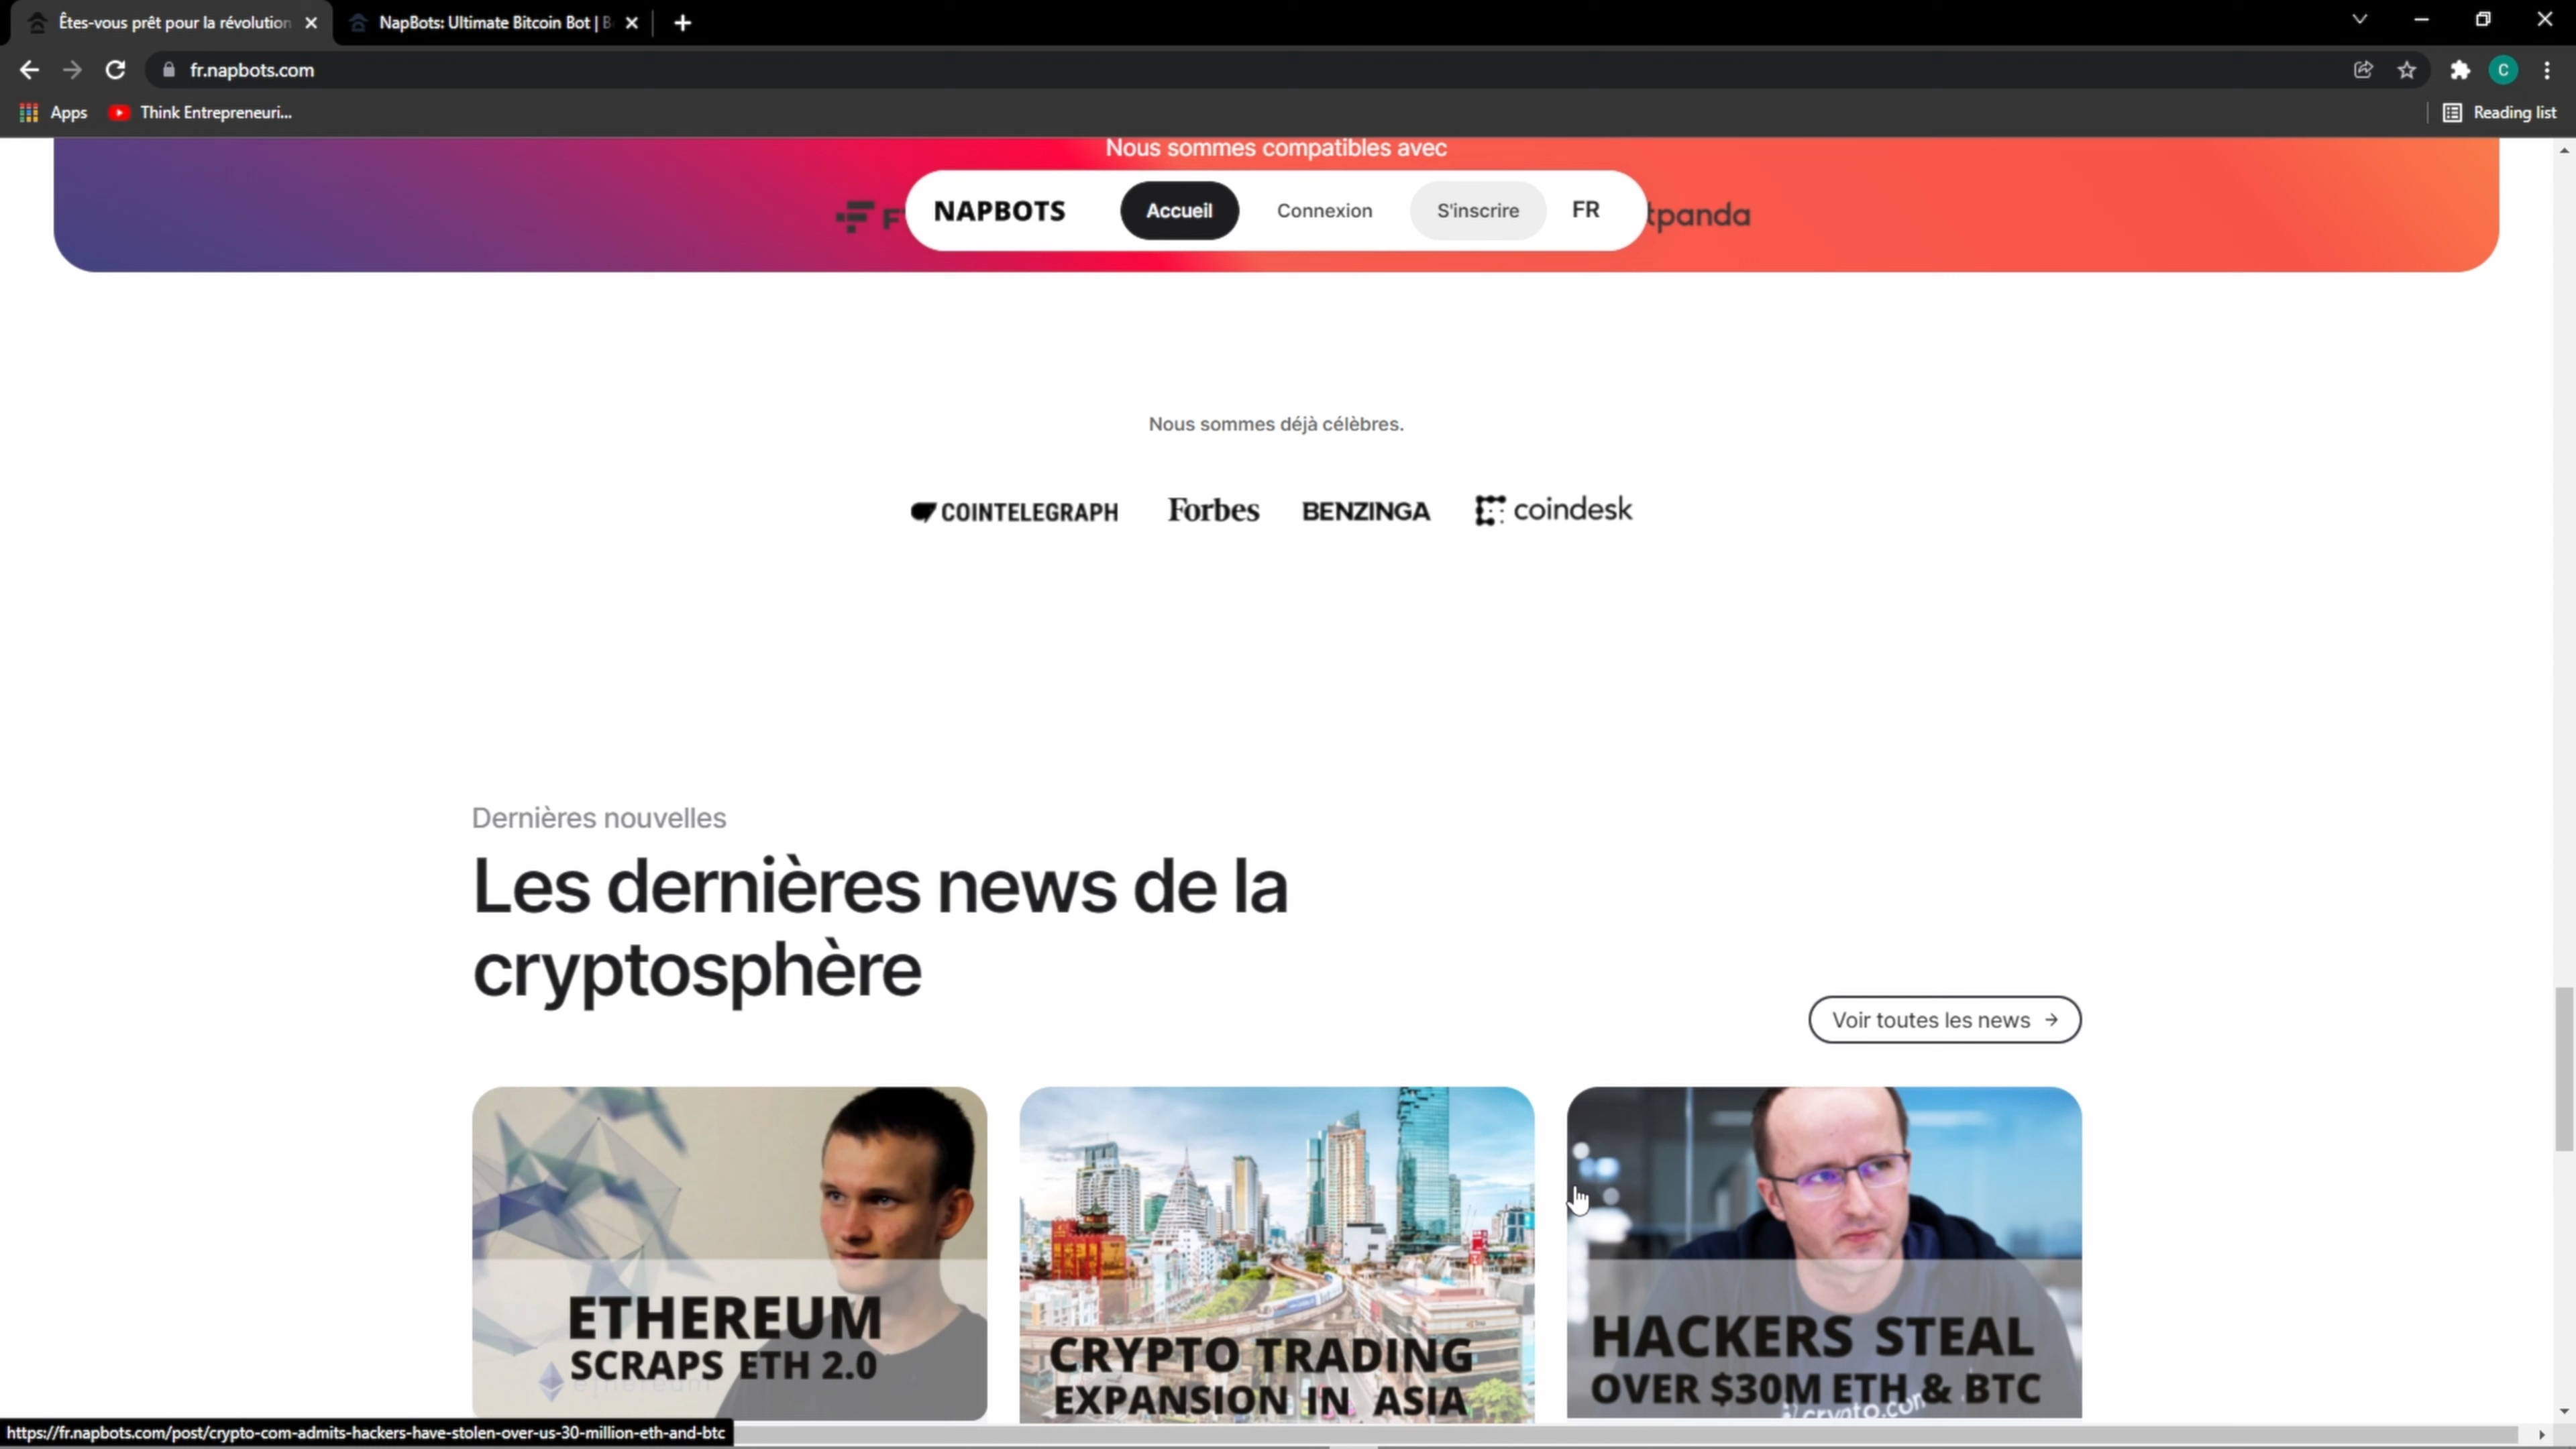 Êtes-vous prêt pour la révolution
NapBots: Ultimate Bitcoin Bot | B
fr.napbots.com
Apps
Think Entrepreneuri...
Reading list
Nous sommes compatibles avec
F
NAPBOTS
Accueil
Connexion
S'inscrire
FR
tpanda
Nous sommes déjà célèbres.
COINTELEGRAPH
Forbes
BENZINGA
coindesk
Dernières nouvelles
Les dernières news de la
cryptosphère
Voir toutes les news →
ETHEREUM
SCRAPS ETH 2.0
ethereum
CRYPTO TRADING
EXPANSION IN ASIA
HACKERS STEAL
OVER $30M ETH & BTC
crypto.com
https://fr.napbots.com/post/crypto-com-admits-hackers-have-stolen-over-us-30-million-eth-and-btc
C